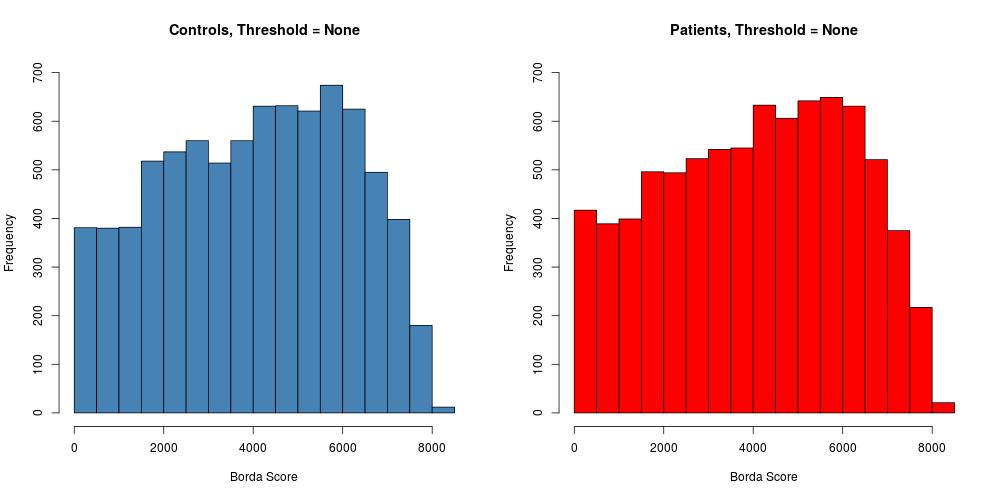 Controls, Threshold = None
Frequency
700
600
500
400
300
200
100
0
0 2000 4000 6000 8000
Borda Score
Patients, Threshold = None
Frequency
700
600
500
400
300
200
100
0
0 2000 4000 6000 8000
Borda Score